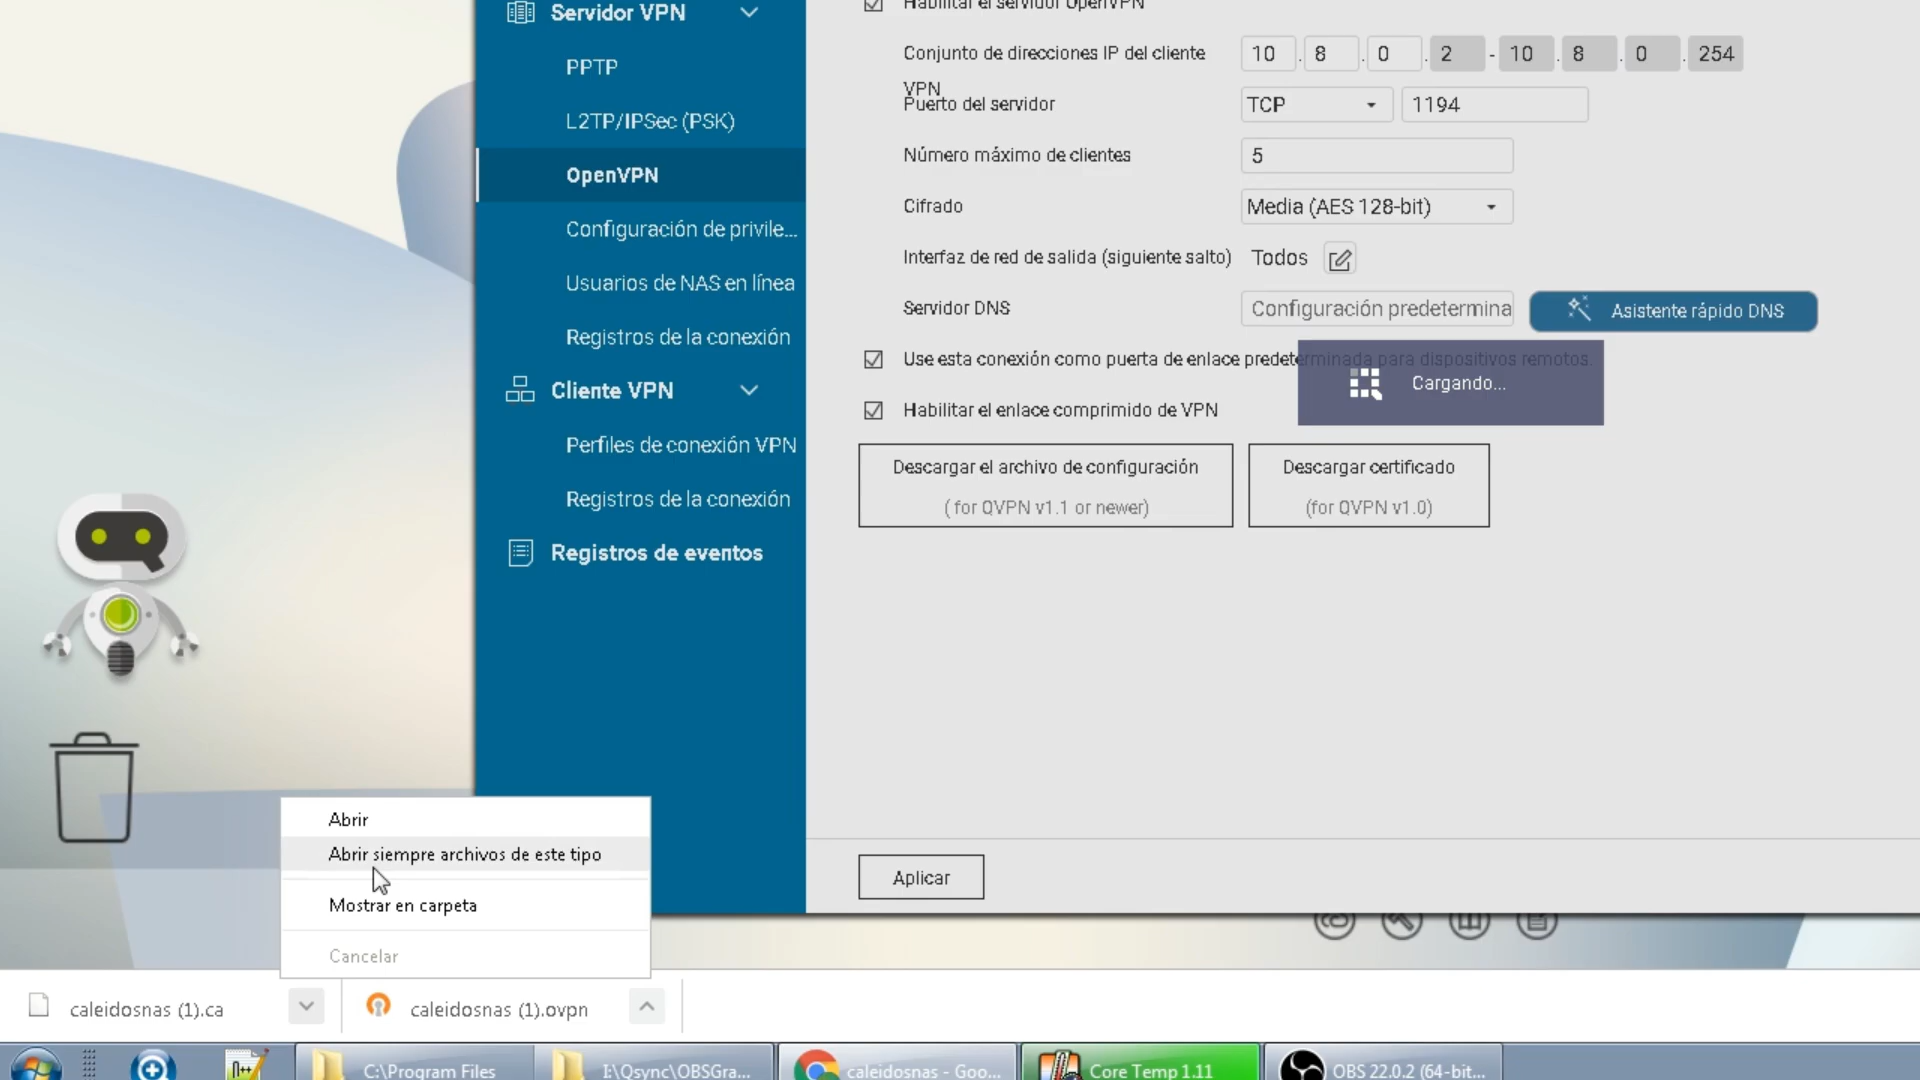 Servidor VPN
PPTP
L2TP/IPSec (PSK)
OpenVPN
Configuración de privile...
Usuarios de NAS en línea
Registros de la conexión
Cliente VPN
Perfiles de conexión VPN
Registros de la conexión
Registros de eventos
Habilitar el servidor OpenVPN
Conjunto de direcciones IP del cliente VPN
10 . 8 . 0 . 2 - 10 . 8 . 0 . 254
Puerto del servidor
TCP
1194
Número máximo de clientes
5
Cifrado
Media (AES 128-bit)
Interfaz de red de salida (siguiente salto)
Todos
Servidor DNS
Configuración predetermina
Asistente rápido DNS
Use esta conexión como puerta de enlace predeterminada para dispositivos remotos.
Cargando...
Habilitar el enlace comprimido de VPN
Descargar el archivo de configuración
( for QVPN v1.1 or newer)
Descargar certificado
(for QVPN v1.0)
Aplicar
Abrir
Abrir siempre archivos de este tipo
Mostrar en carpeta
Cancelar
caleidosnas (1).ca
caleidosnas (1).ovpn
C:\Program Files
I:\Qsync\OBSGra...
caleidosnas - Goo...
Core Temp 1.11
OBS 22.0.2 (64-bit...